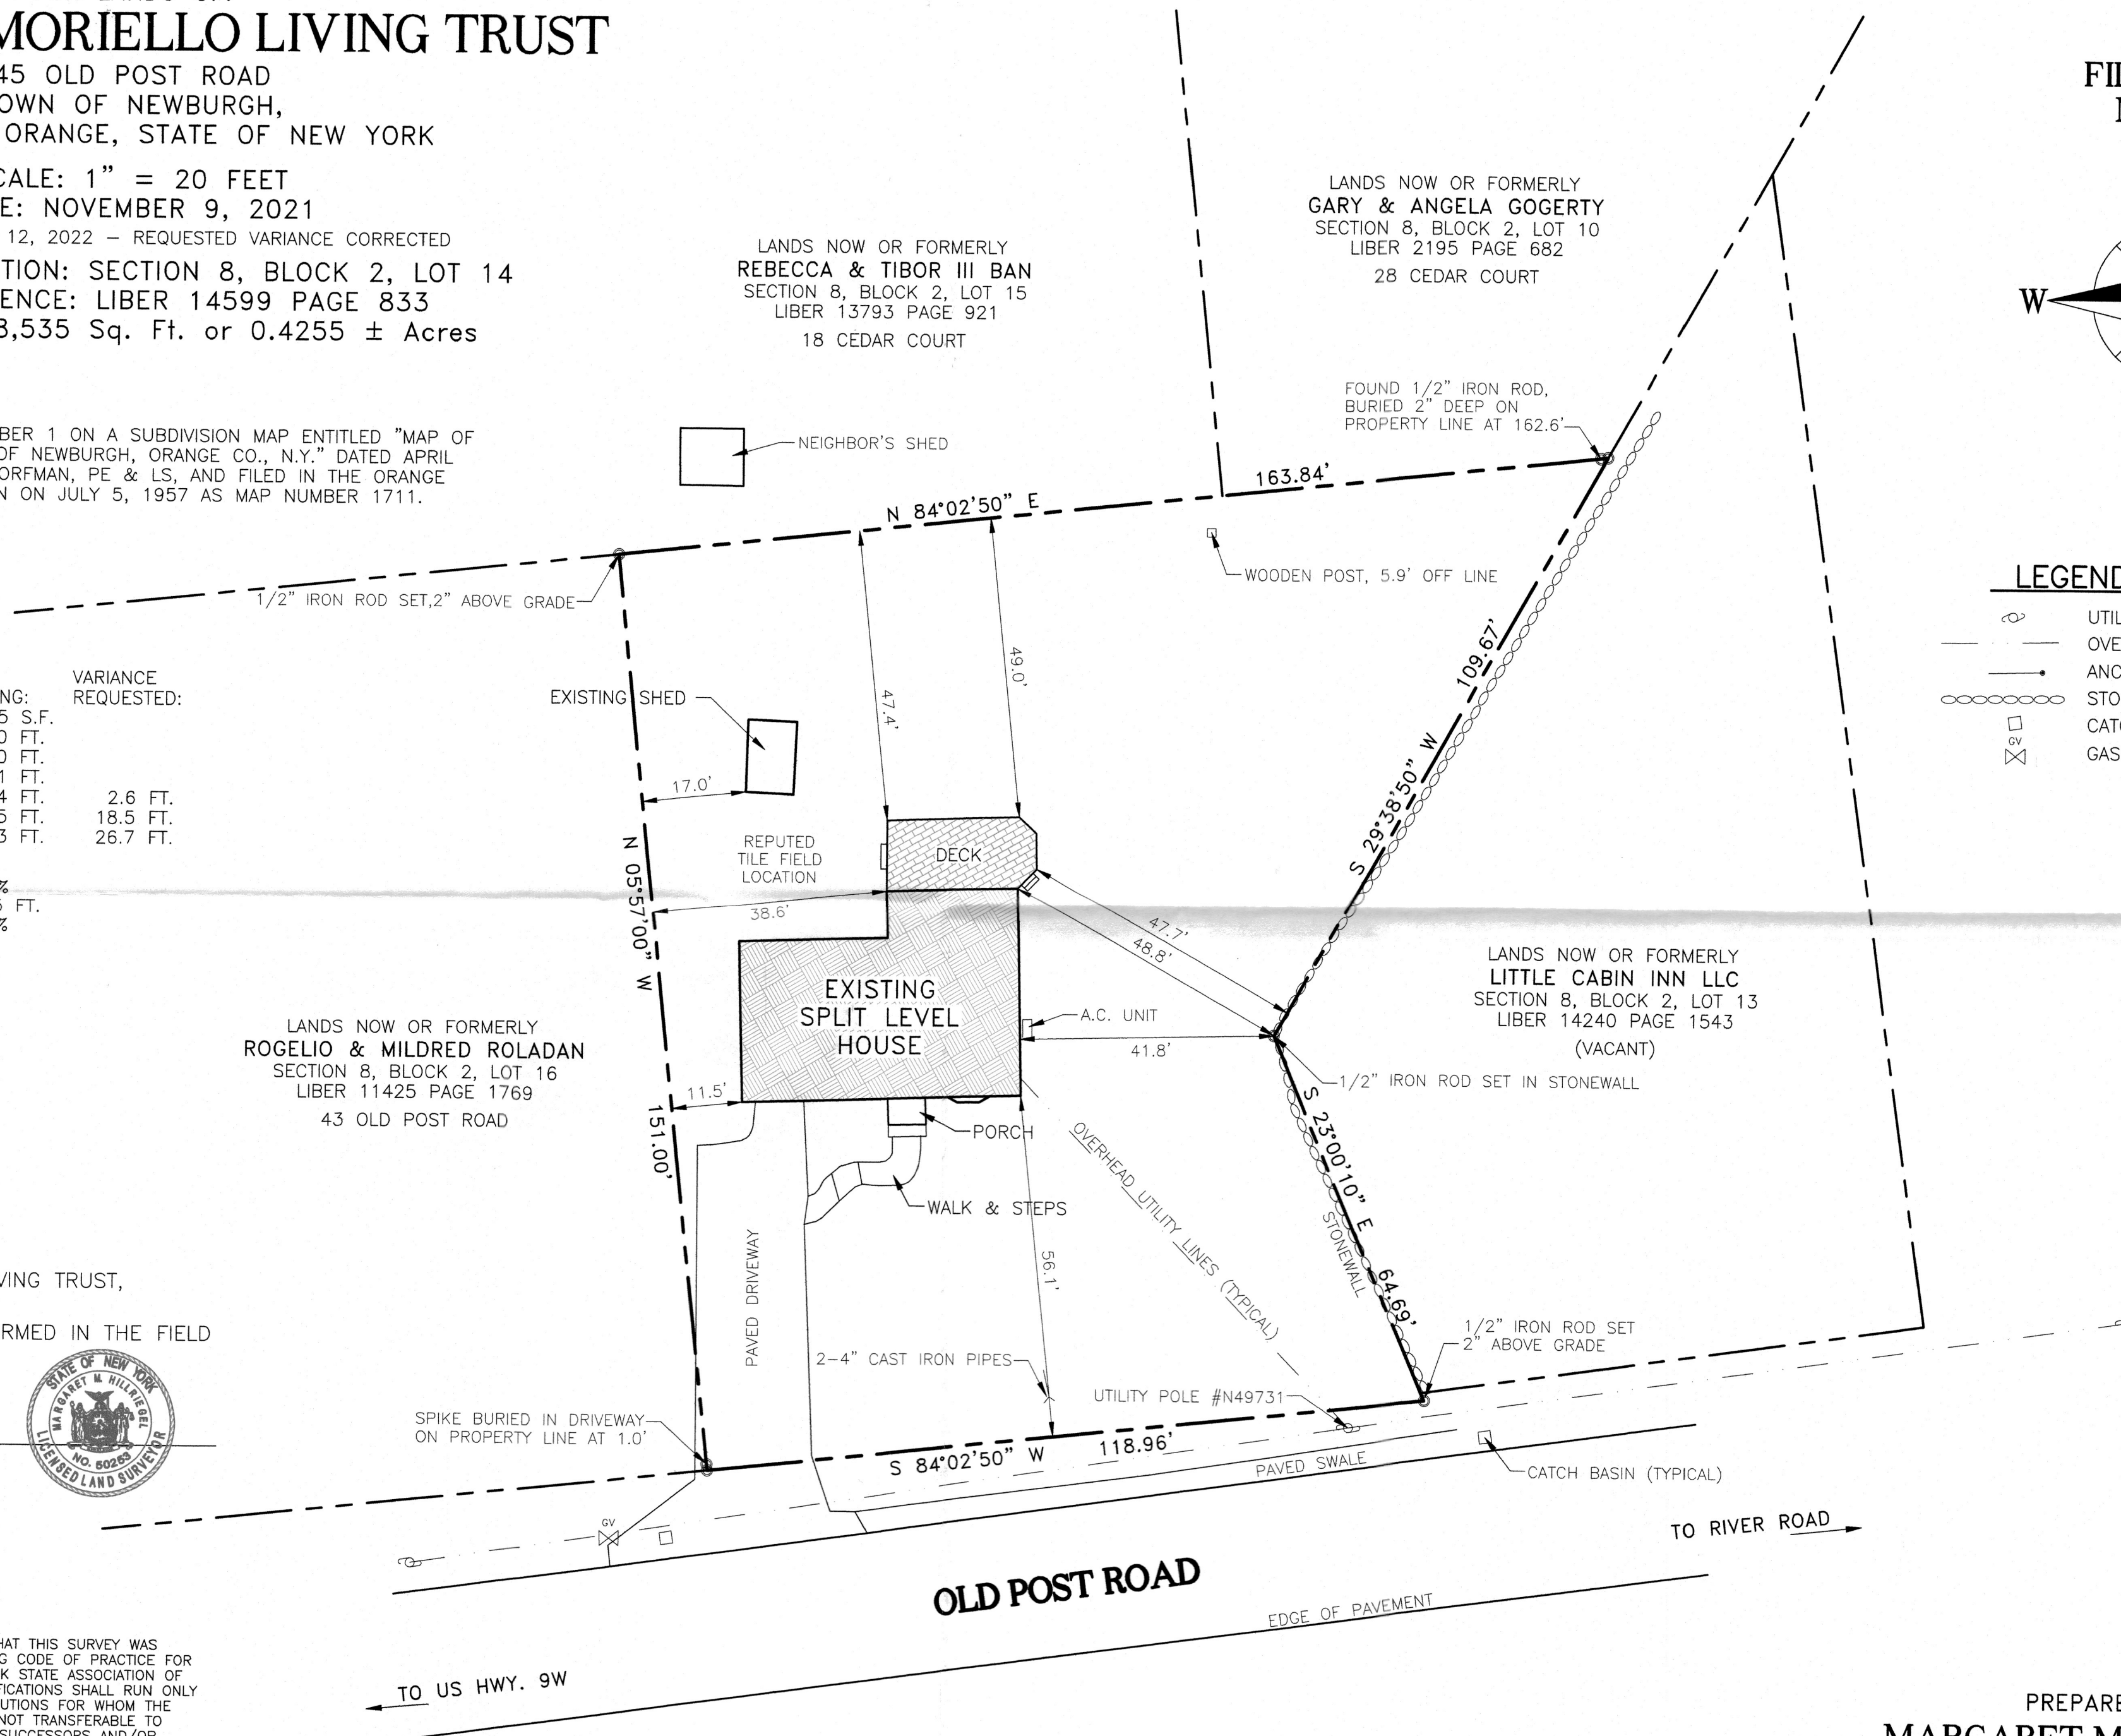 MORIELLO LIVING TRUST
45 OLD POST ROAD
OWN OF NEWBURGH,
ORANGE, STATE OF NEW YORK
CALE: 1" = 20 FEET
E: NOVEMBER 9, 2021
12, 2022 – REQUESTED VARIANCE CORRECTED
TION: SECTION 8, BLOCK 2, LOT 14
ENCE: LIBER 14599 PAGE 833
8,535 Sq. Ft. or 0.4255 ± Acres
BER 1 ON A SUBDIVISION MAP ENTITLED "MAP OF
OF NEWBURGH, ORANGE CO., N.Y." DATED APRIL
ORFMAN, PE & LS, AND FILED IN THE ORANGE
N ON JULY 5, 1957 AS MAP NUMBER 1711.
LANDS NOW OR FORMERLY
REBECCA & TIBOR III BAN
SECTION 8, BLOCK 2, LOT 15
LIBER 13793 PAGE 921
18 CEDAR COURT
LANDS NOW OR FORMERLY
GARY & ANGELA GOGERTY
SECTION 8, BLOCK 2, LOT 10
LIBER 2195 PAGE 682
28 CEDAR COURT
W
FOUND 1/2" IRON ROD,
BURIED 2" DEEP ON
PROPERTY LINE AT 162.6'
NEIGHBOR'S SHED
163.84'
N 84°02'50" E
WOODEN POST, 5.9' OFF LINE
1/2" IRON ROD SET,2" ABOVE GRADE
LEGEND
UTIL
OVE
ANC
STO
CATC
GV
GAS
VARIANCE
NG: REQUESTED:
5 S.F.
0 FT.
0 FT.
1 FT.
4 FT. 2.6 FT.
5 FT. 18.5 FT.
3 FT. 26.7 FT.
%
FT.
%
EXISTING SHED
17.0'
47.4'
49.0'
109.67'
S 29°38'50" W
REPUTED
TILE FIELD
LOCATION
DECK
38.6'
N 05°57'00" W
151.00'
47.7'
48.8'
EXISTING
SPLIT LEVEL
HOUSE
A.C. UNIT
41.8'
LANDS NOW OR FORMERLY
LITTLE CABIN INN LLC
SECTION 8, BLOCK 2, LOT 13
LIBER 14240 PAGE 1543
(VACANT)
1/2" IRON ROD SET IN STONEWALL
LANDS NOW OR FORMERLY
ROGELIO & MILDRED ROLADAN
SECTION 8, BLOCK 2, LOT 16
LIBER 11425 PAGE 1769
43 OLD POST ROAD
11.5'
PORCH
WALK & STEPS
OVERHEAD UTILITY LINES (TYPICAL)
S 23°00'10" E
64.69'
STONEWALL
56.1'
PAVED DRIVEWAY
2–4" CAST IRON PIPES
UTILITY POLE #N49731
1/2" IRON ROD SET
2" ABOVE GRADE
VING TRUST,
RMED IN THE FIELD
STATE OF NEW YORK
MARGARET M. HILLRIEGEL
NO. 50263
LICENSED LAND SURVEYOR
SPIKE BURIED IN DRIVEWAY
ON PROPERTY LINE AT 1.0'
S 84°02'50" W
118.96'
PAVED SWALE
CATCH BASIN (TYPICAL)
GV
TO RIVER ROAD
OLD POST ROAD
EDGE OF PAVEMENT
TO US HWY. 9W
HAT THIS SURVEY WAS
G CODE OF PRACTICE FOR
K STATE ASSOCIATION OF
FICATIONS SHALL RUN ONLY
UTIONS FOR WHOM THE
NOT TRANSFERABLE TO
PREPARE
MARGARET M